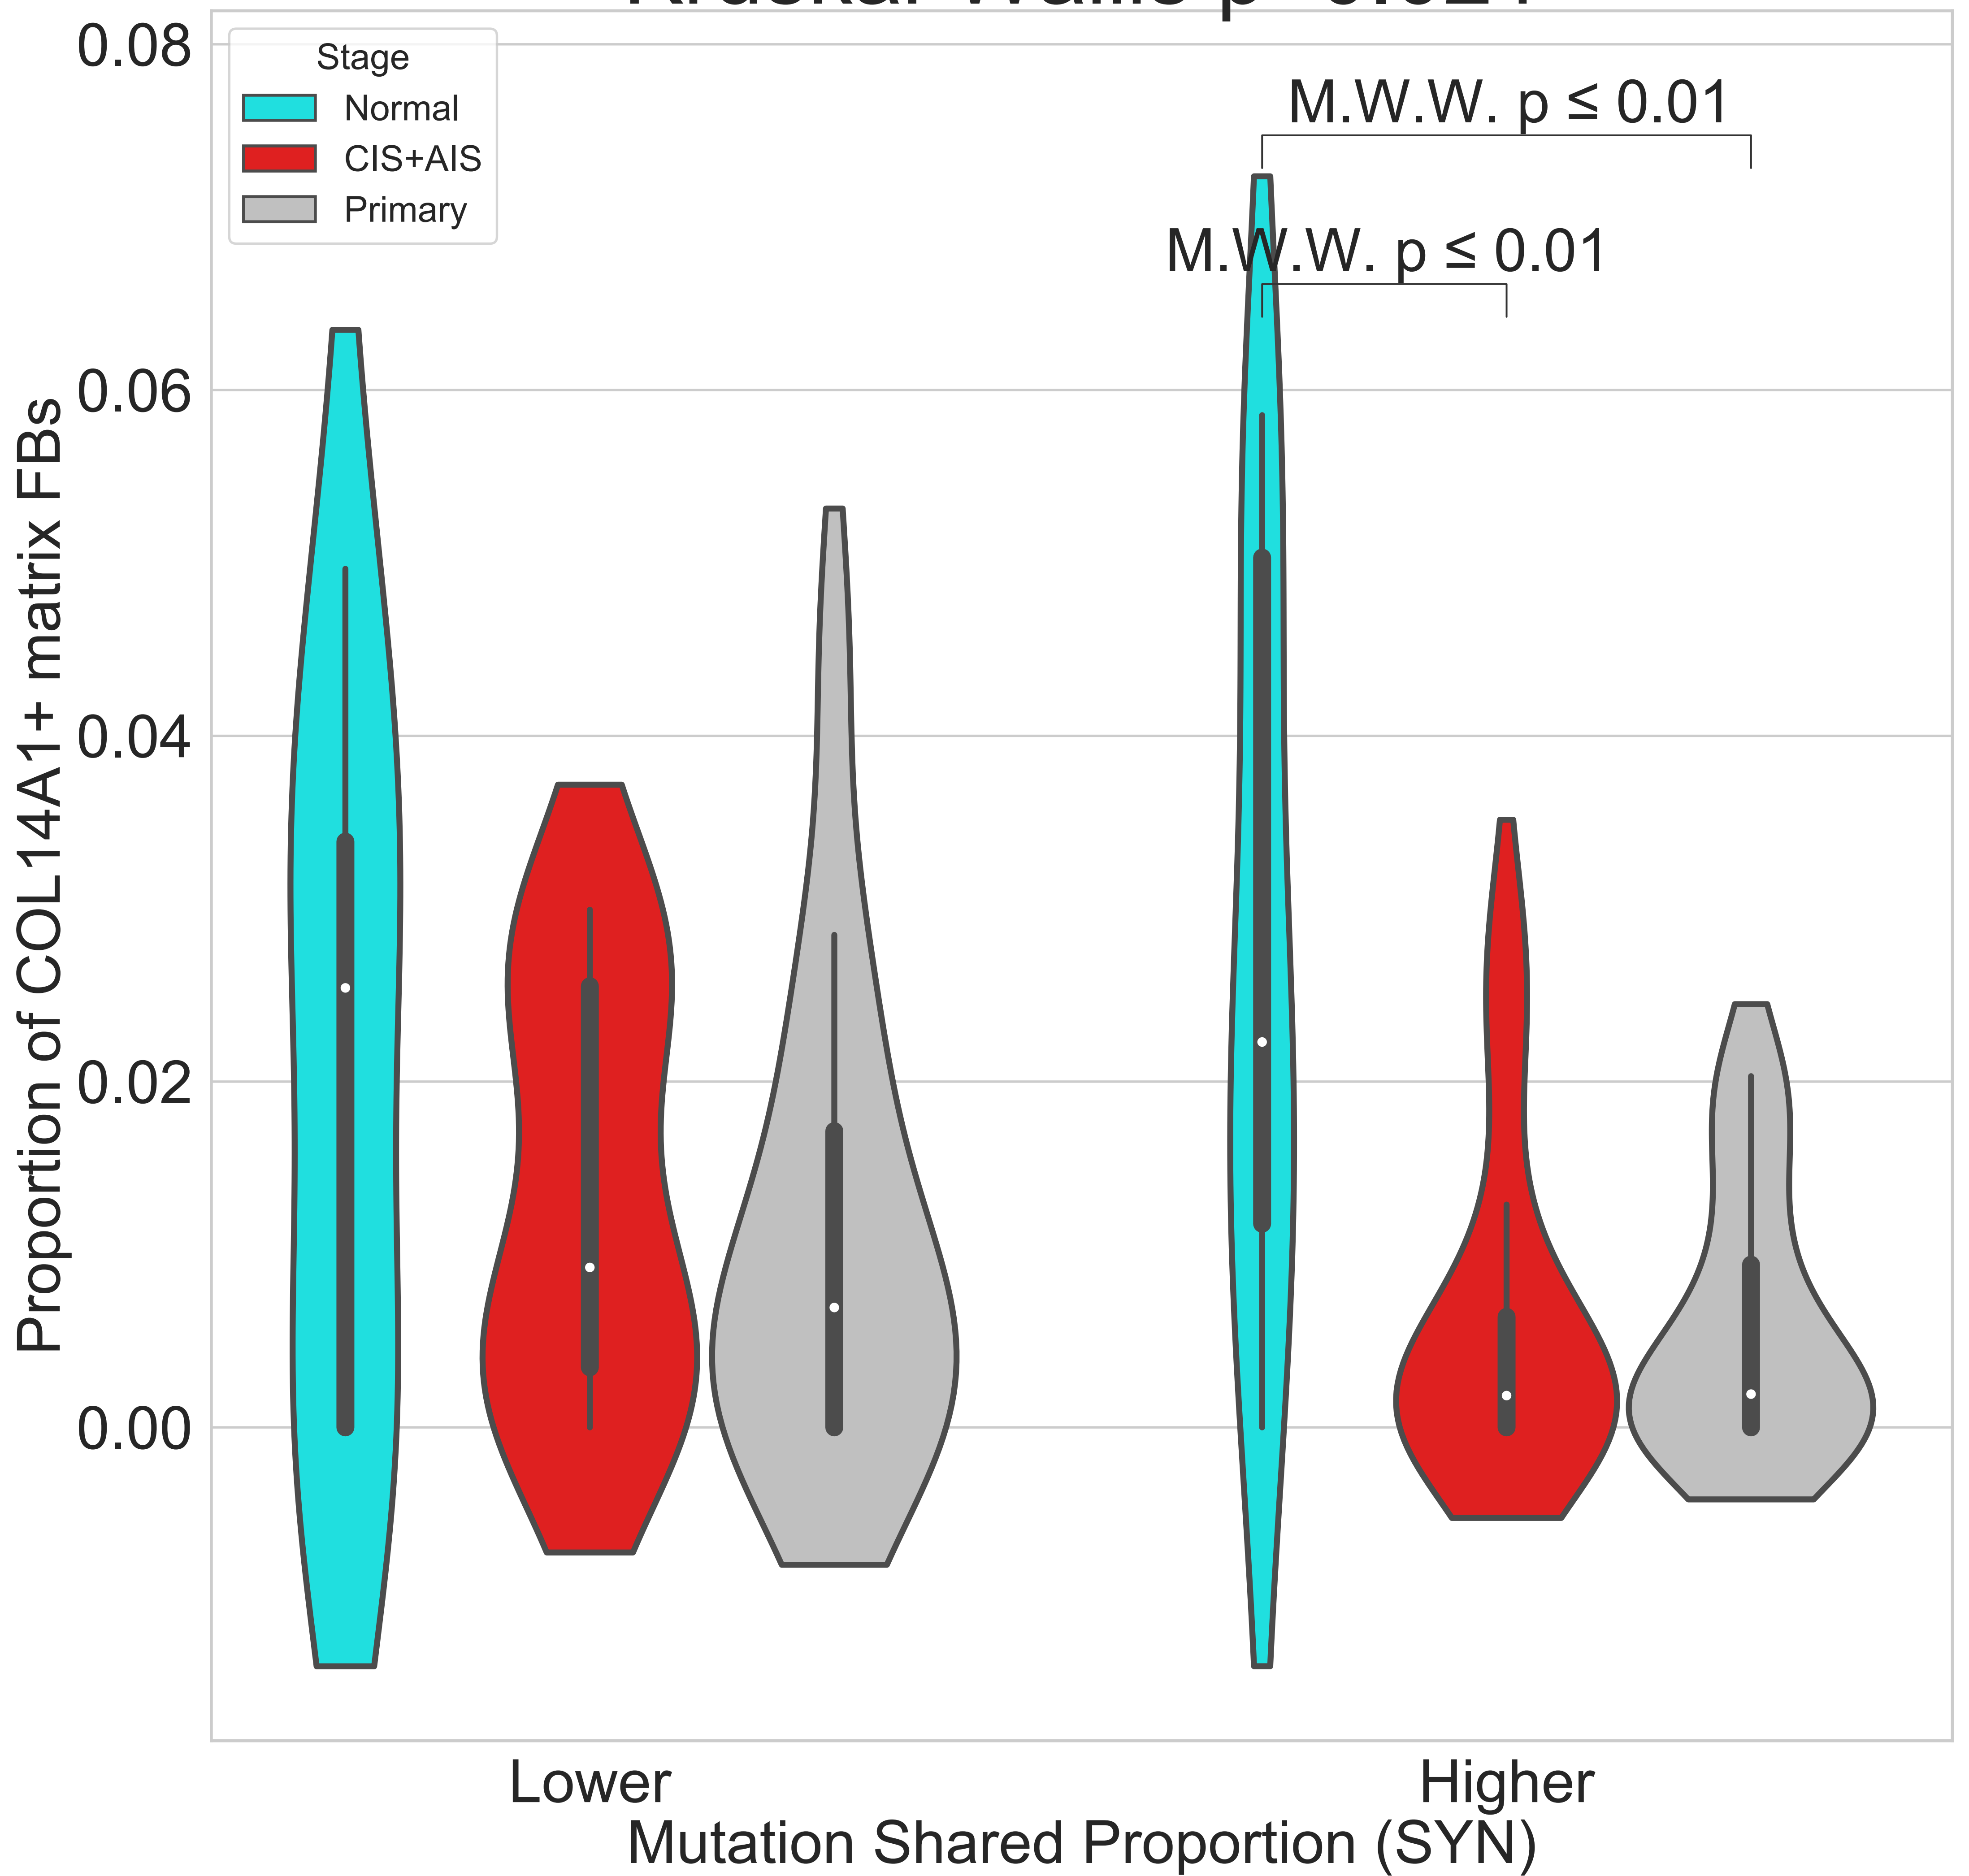 0.08
0.06
0.04
0.02
0.00
Proportion of COL14A1+ matrix FBs
Stage
Normal
CIS+AIS
Primary
M.W.W. p ≤ 0.01
M.W.W. p ≤ 0.01
Lower
Higher
Mutation Shared Proportion (SYN)